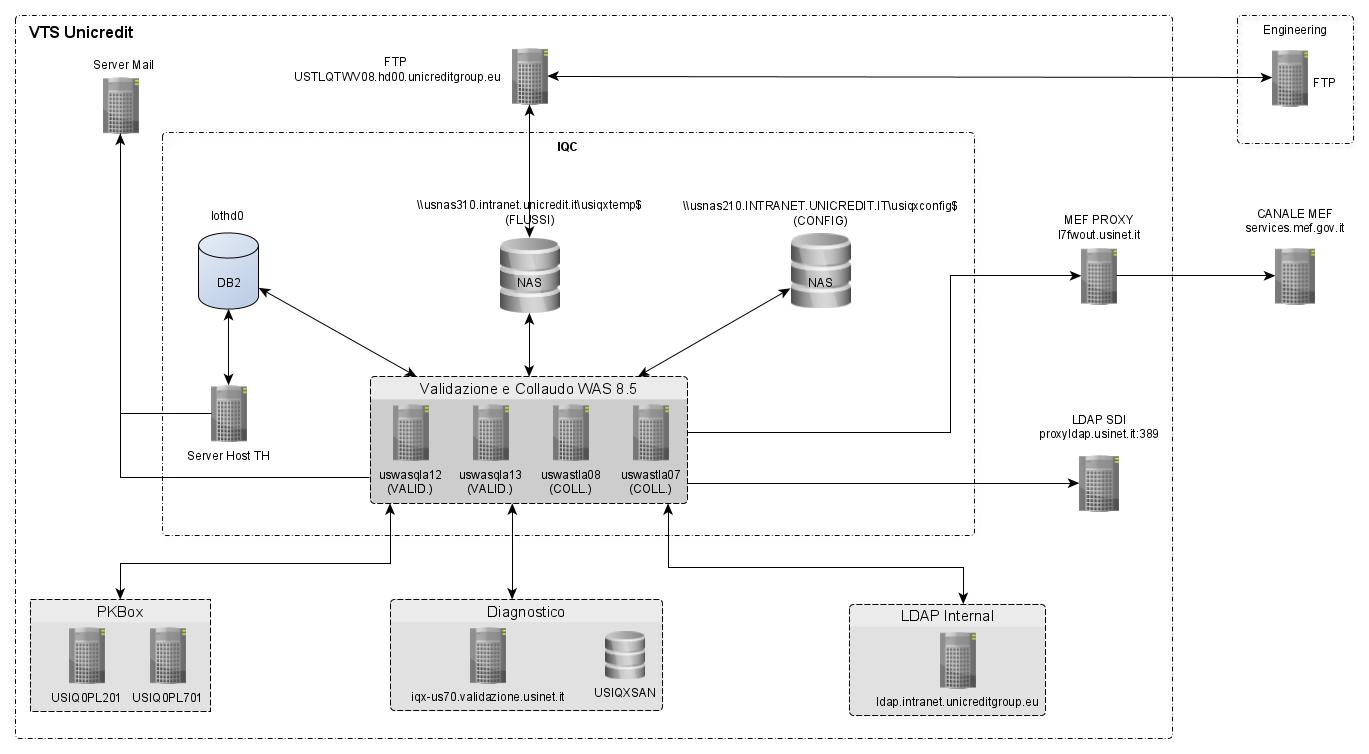 VTS Unicredit
Server Mail
FTP
USTLQTWV08.hd00.unicreditgroup.eu
Engineering
FTP
IQC
lothd0
DB2
\\usnas310.intranet.unicredit.it\usiqxtemp$
(FLUSSI)
NAS
\\usnas210.INTRANET.UNICREDIT.IT\usiqxconfig$
(CONFIG)
NAS
MEF PROXY
l7fwout.usinet.it
CANALE MEF
services.mef.gov.it
Server Host TH
Validazione e Collaudo WAS 8.5
uswasqla12
(VALID.)
uswasqla13
(VALID.)
uswastla08
(COLL.)
uswastla07
(COLL.)
LDAP SDI
proxyldap.usinet.it:389
PKBox
USIQ0PL201
USIQ0PL701
Diagnostico
iqx-us70.validazione.usinet.it
USIQXSAN
LDAP Internal
ldap.intranet.unicreditgroup.eu